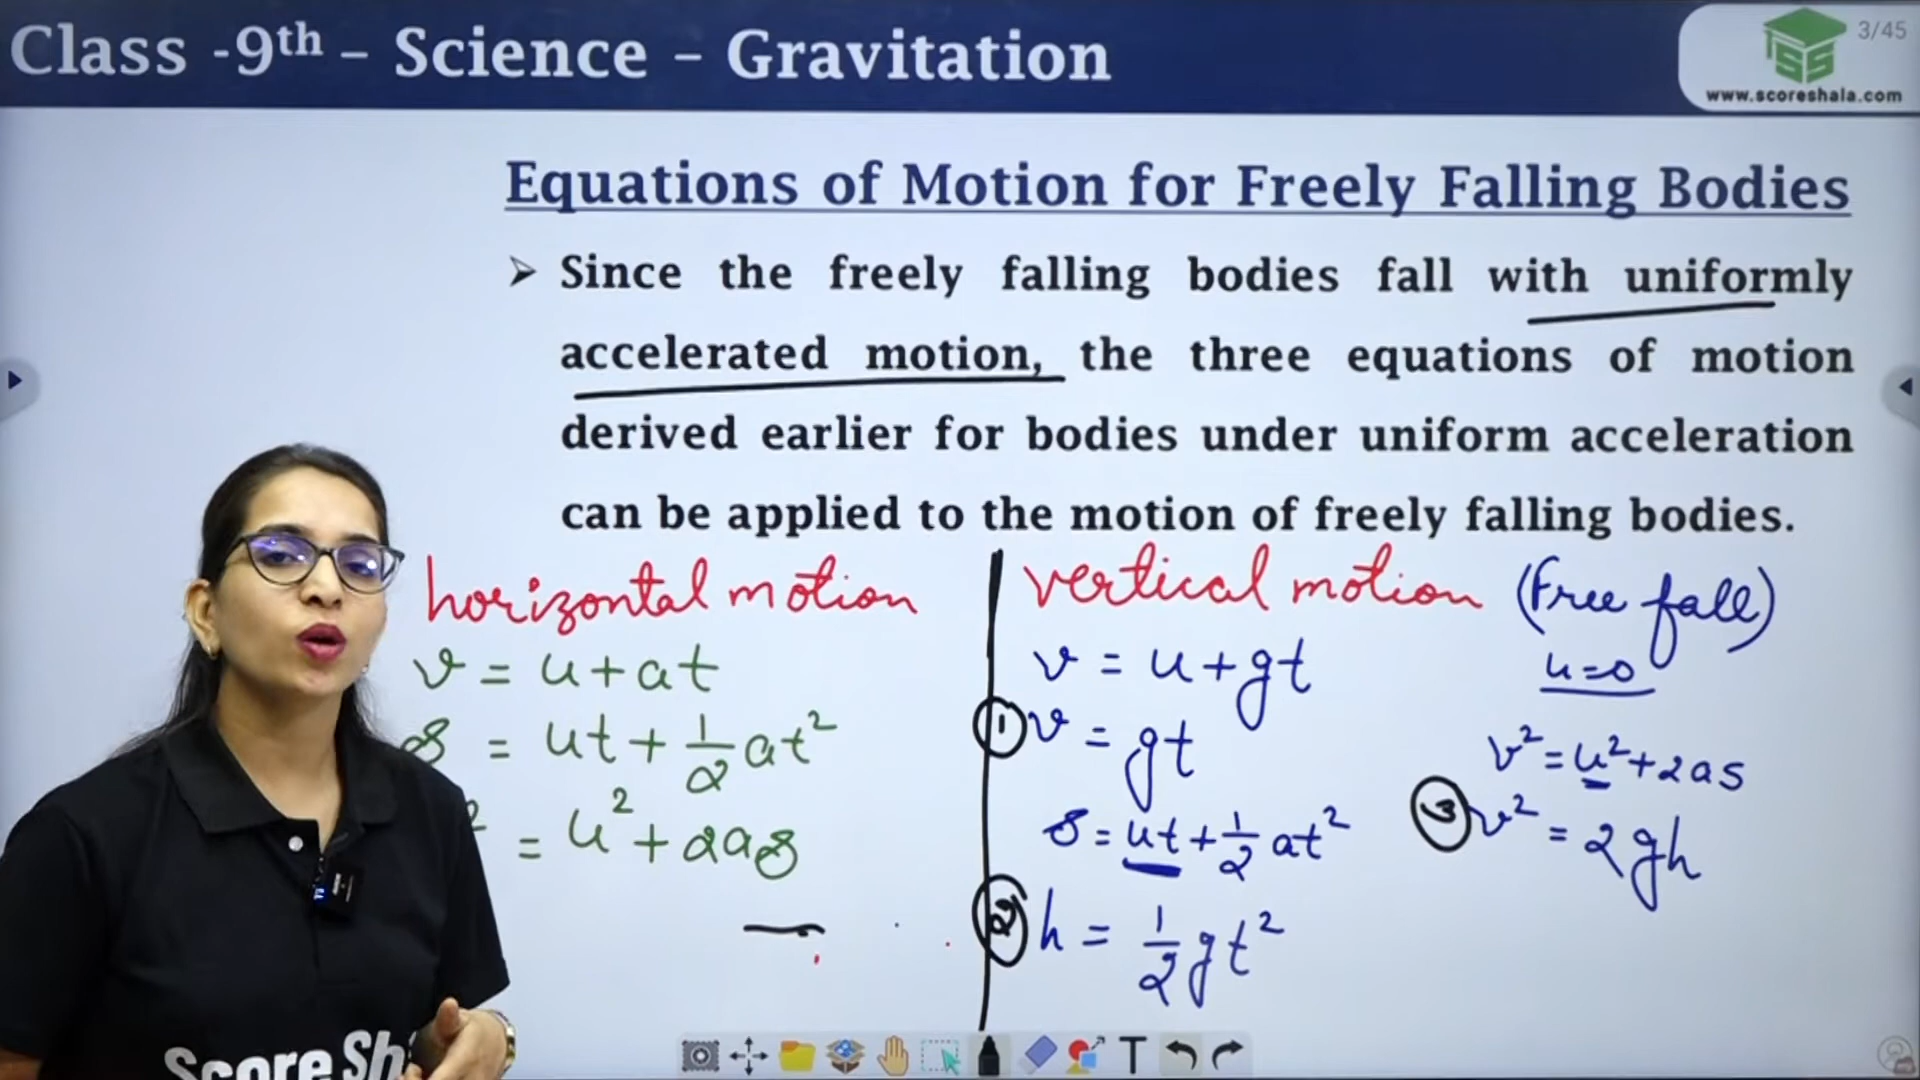 Class -9th – Science – Gravitation
3/45
www.scoreshala.com
Equations of Motion for Freely Falling Bodies
➢ Since the freely falling bodies fall with uniformly
accelerated motion, the three equations of motion
derived earlier for bodies under uniform acceleration
can be applied to the motion of freely falling bodies.
horizontal motion
v = u + at
s = ut + 1/2 at²
² = u² + 2as
vertical motion (Free fall)
u=0
v = u + gt
① v = gt
s = ut + 1/2 at²
② h = 1/2 gt²
v² = u² + 2as
③ v² = 2gh
Score Sh
T